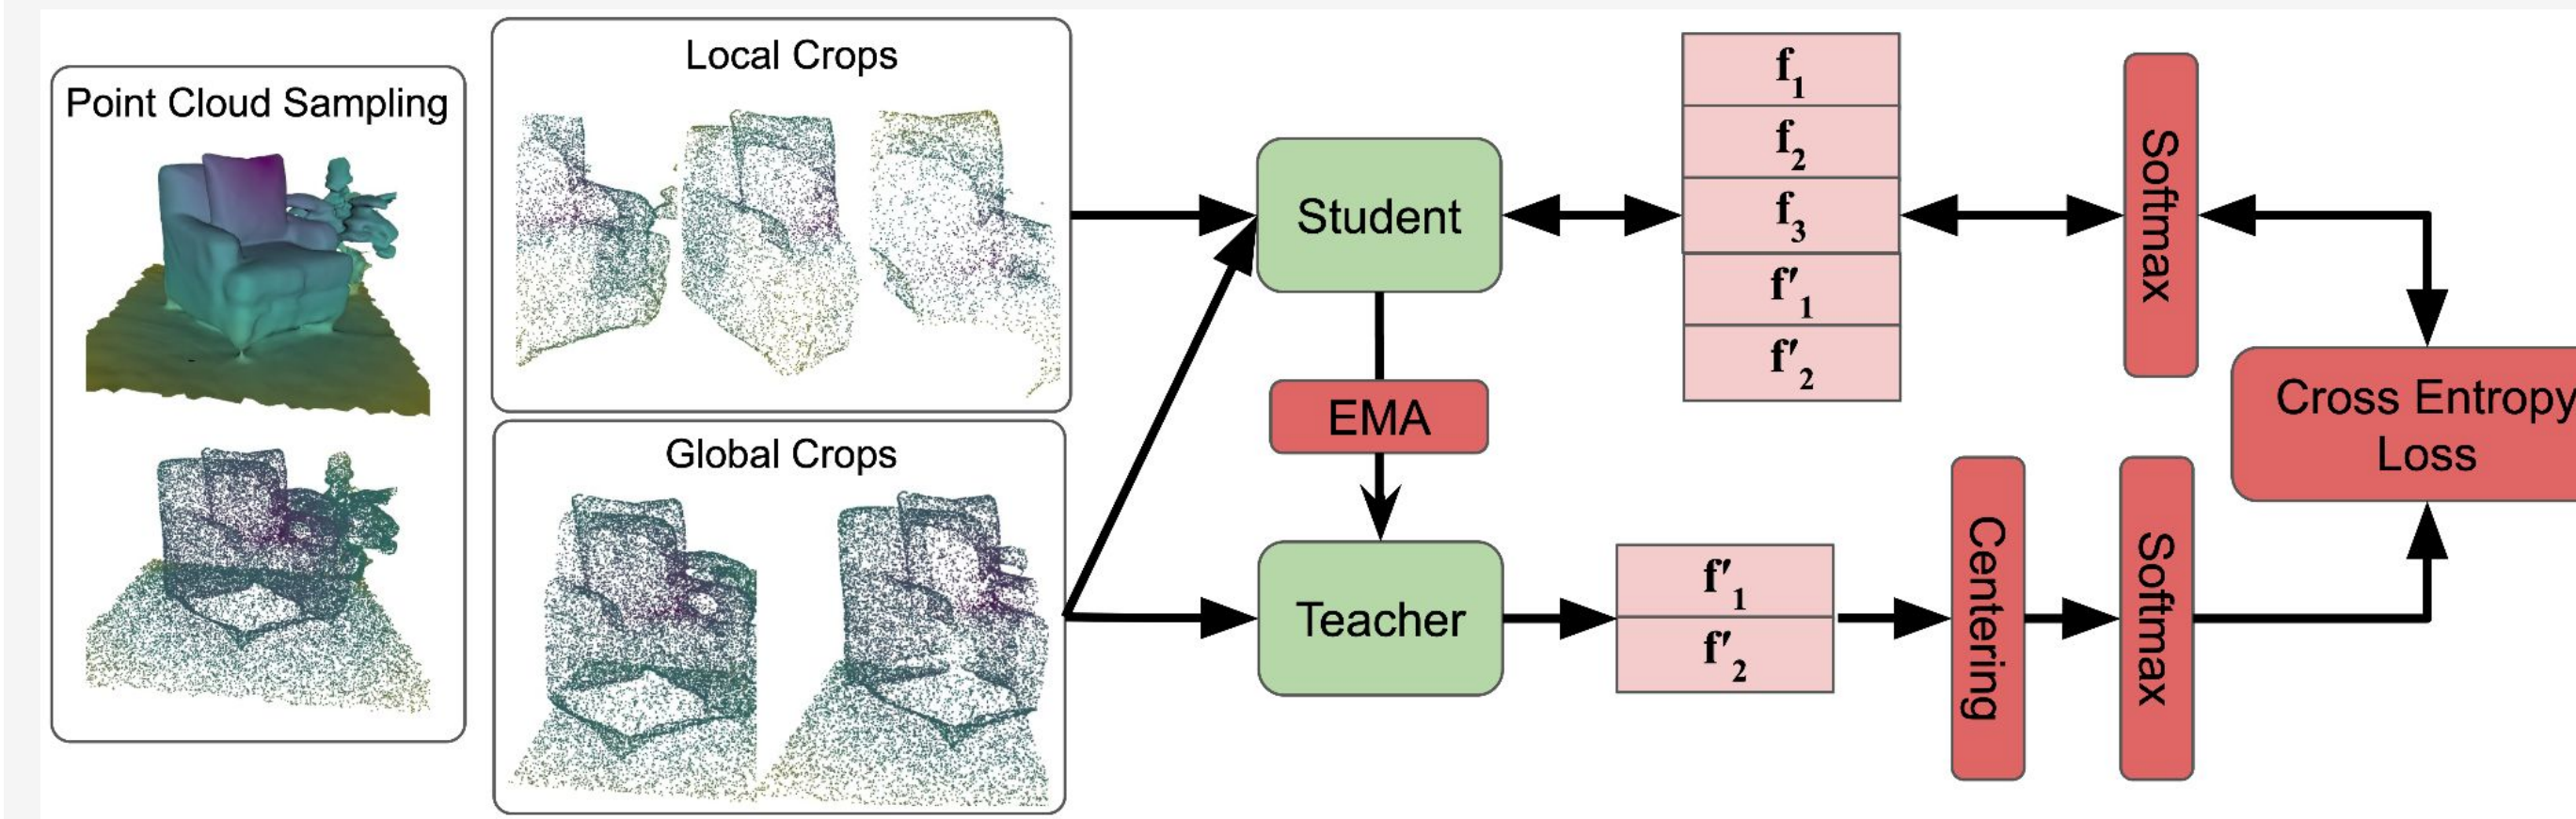 Point Cloud Sampling
Local Crops
Global Crops
Student
EMA
Teacher
f₁
f₂
f₃
f′₁
f′₂
f′₁
f′₂
Softmax
Centering
Softmax
Cross Entropy
Loss